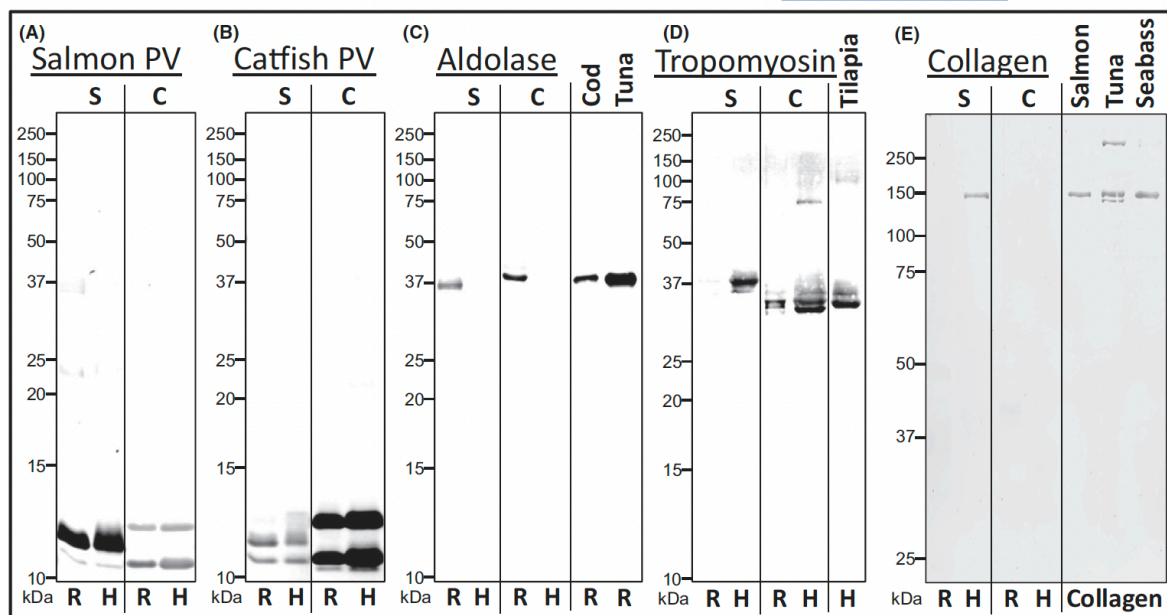 (A)
Salmon PV
S C
250
150
100
75
50
37
25
20
15
10
kDa R H R H
(B)
Catfish PV
S C
250
150
100
75
50
37
25
20
15
10
kDa R H R H
(C)
Aldolase
S C Cod Tuna
250
150
100
75
50
37
25
20
15
10
kDa R H R H R R
(D)
Tropomyosin
S C Tilapia
250
150
100
75
50
37
25
20
15
10
kDa R H R H H
(E)
Collagen
S C Salmon Tuna Seabass
250
150
100
75
50
37
25
kDa R H R H Collagen